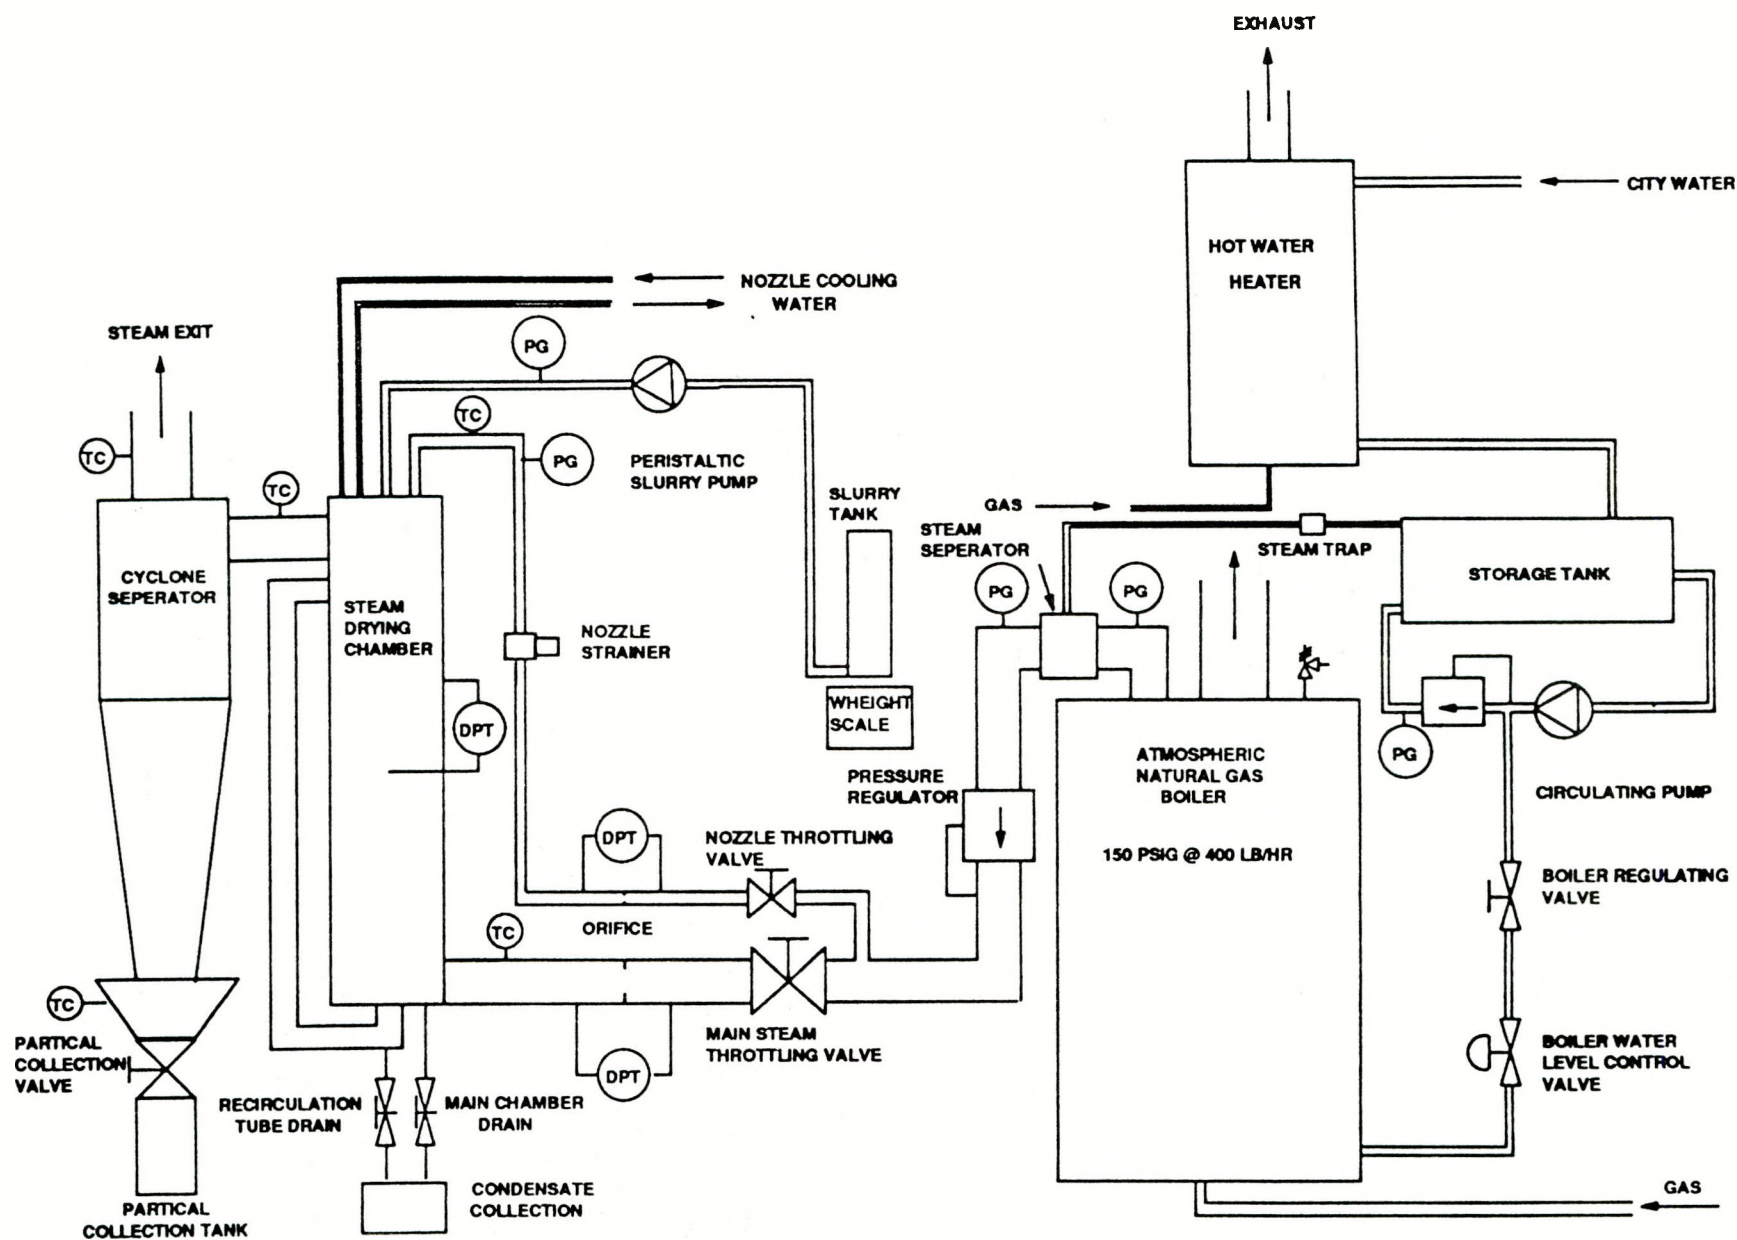 EXHAUST
CITY WATER
HOT WATER
HEATER
NOZZLE COOLING
WATER
STEAM EXIT
PG
TC
TC
PG
PERISTALTIC
SLURRY PUMP
TC
SLURRY
TANK
GAS
STEAM
SEPERATOR
STEAM TRAP
STORAGE TANK
CYCLONE
SEPERATOR
STEAM
DRYING
CHAMBER
PG
PG
NOZZLE
STRAINER
DPT
WHEIGHT
SCALE
PG
PRESSURE
REGULATOR
ATMOSPHERIC
NATURAL GAS
BOILER
CIRCULATING PUMP
150 PSIG @ 400 LB/HR
DPT
NOZZLE THROTTLING
VALVE
BOILER REGULATING
VALVE
ORIFICE
TC
TC
MAIN STEAM
THROTTLING VALVE
PARTICAL
COLLECTION
VALVE
DPT
BOILER WATER
LEVEL CONTROL
VALVE
RECIRCULATION
TUBE DRAIN
MAIN CHAMBER
DRAIN
CONDENSATE
COLLECTION
GAS
PARTICAL
COLLECTION TANK